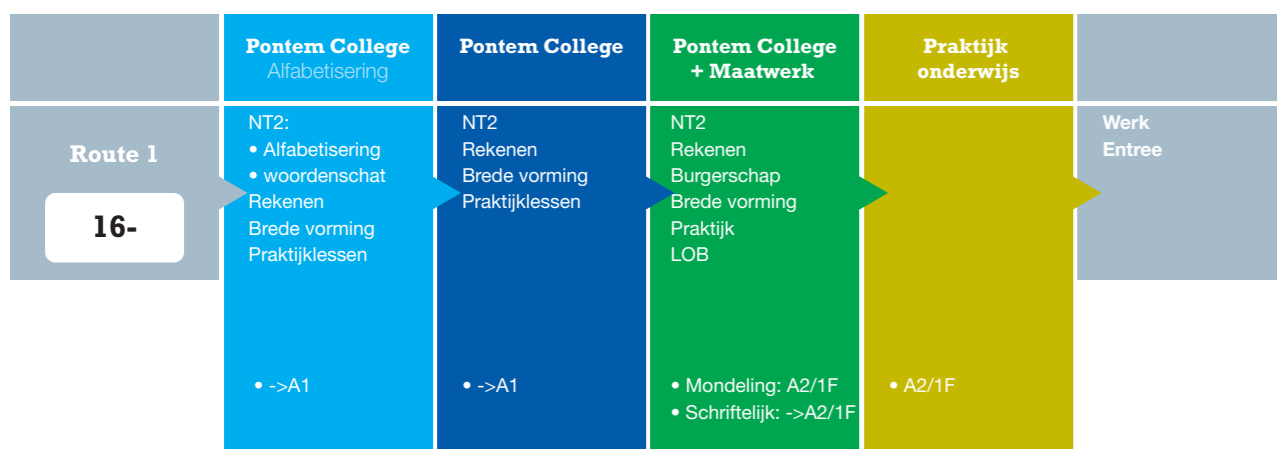 Pontem College
Alfabetisering
Pontem College
Pontem College
+ Maatwerk
Praktijk
onderwijs
Route 1
16-
NT2:
• Alfabetisering
• woordenschat
Rekenen
Brede vorming
Praktijklessen
• ->A1
NT2
Rekenen
Brede vorming
Praktijklessen
• ->A1
NT2
Rekenen
Burgerschap
Brede vorming
Praktijk
LOB
• Mondeling: A2/1F
• Schriftelijk: ->A2/1F
• A2/1F
Werk
Entree